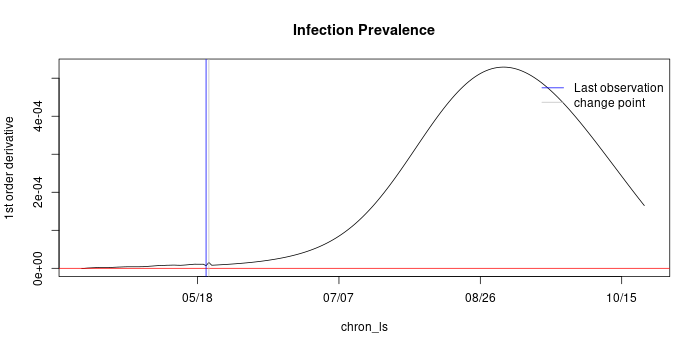 Infection Prevalence
1st order derivative
0e+00
2e-04
4e-04
Last observation
change point
05/18
07/07
08/26
10/15
chron_ls